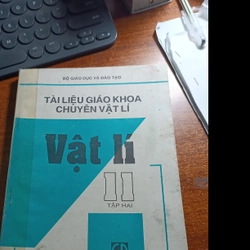 BỘ GIÁO DỤC VÀ ĐÀO TẠO
TÀI LIỆU GIÁO KHOA
CHUYÊN VẬT LÍ
Vật lí
11
TẬP HAI